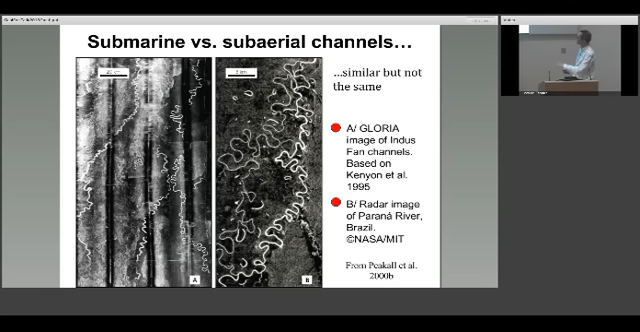 Submarine vs. subaerial channels…
…similar but not
the same
A/ GLORIA
image of Indus
Fan channels.
Based on
Kenyon et al.
1995
B/ Radar image
of Paraná River,
Brazil.
©NASA/MIT
From Peakall et al.
2000b
A
B
Video